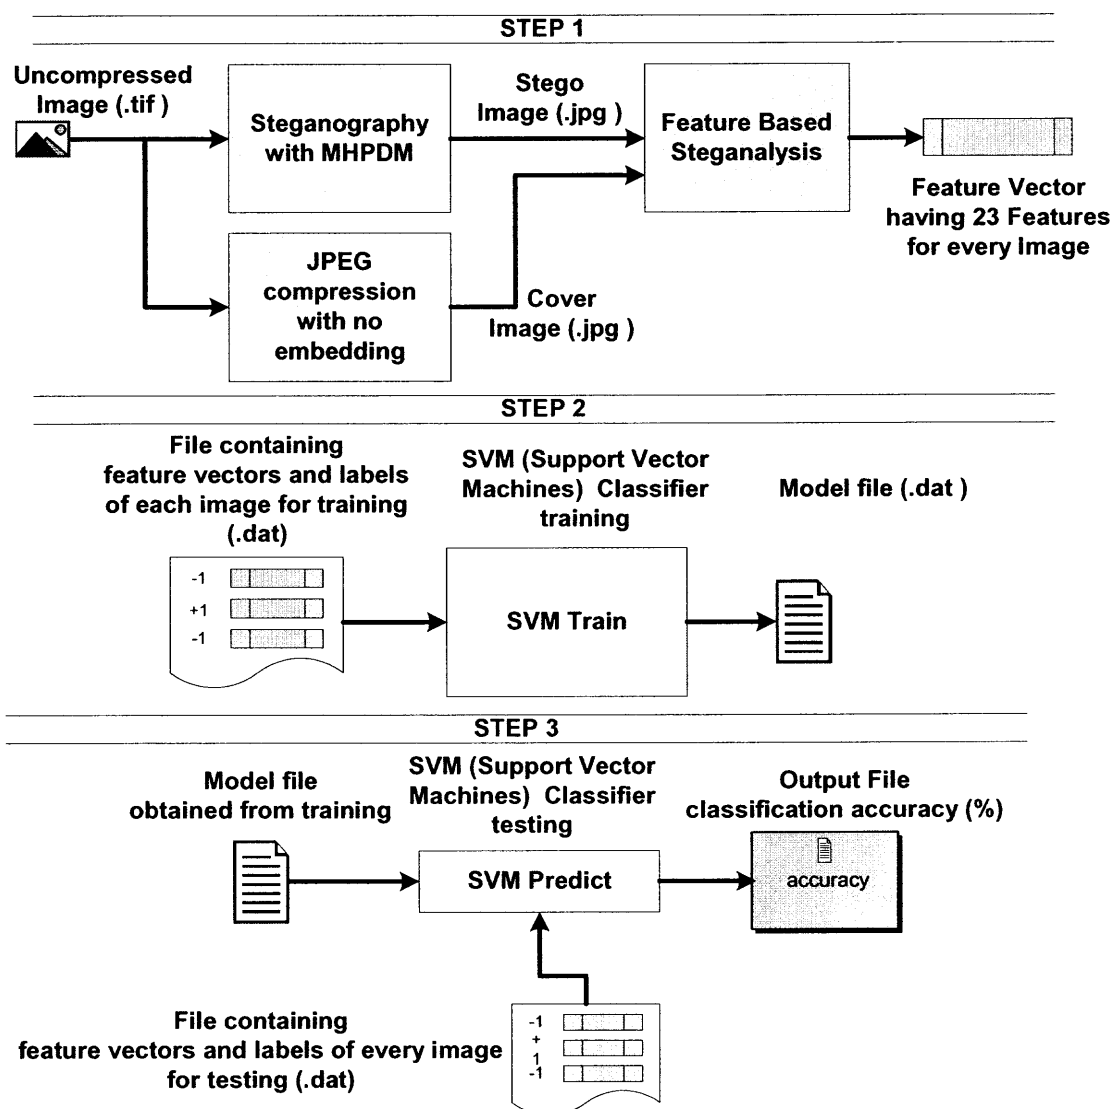 STEP 1
Uncompressed
Image (.tif )
Steganography
with MHPDM
Stego
Image (.jpg )
Feature Based
Steganalysis
Feature Vector
having 23 Features
for every Image
JPEG
compression
with no
embedding
Cover
Image (.jpg )
STEP 2
File containing
feature vectors and labels
of each image for training
(.dat)
-1
+1
-1
SVM (Support Vector
Machines) Classifier
training
SVM Train
Model file (.dat )
STEP 3
Model file
obtained from training
SVM (Support Vector
Machines) Classifier
testing
SVM Predict
Output File
classification accuracy (%)
accuracy
File containing
feature vectors and labels of every image
for testing (.dat)
-1
+
1
-1